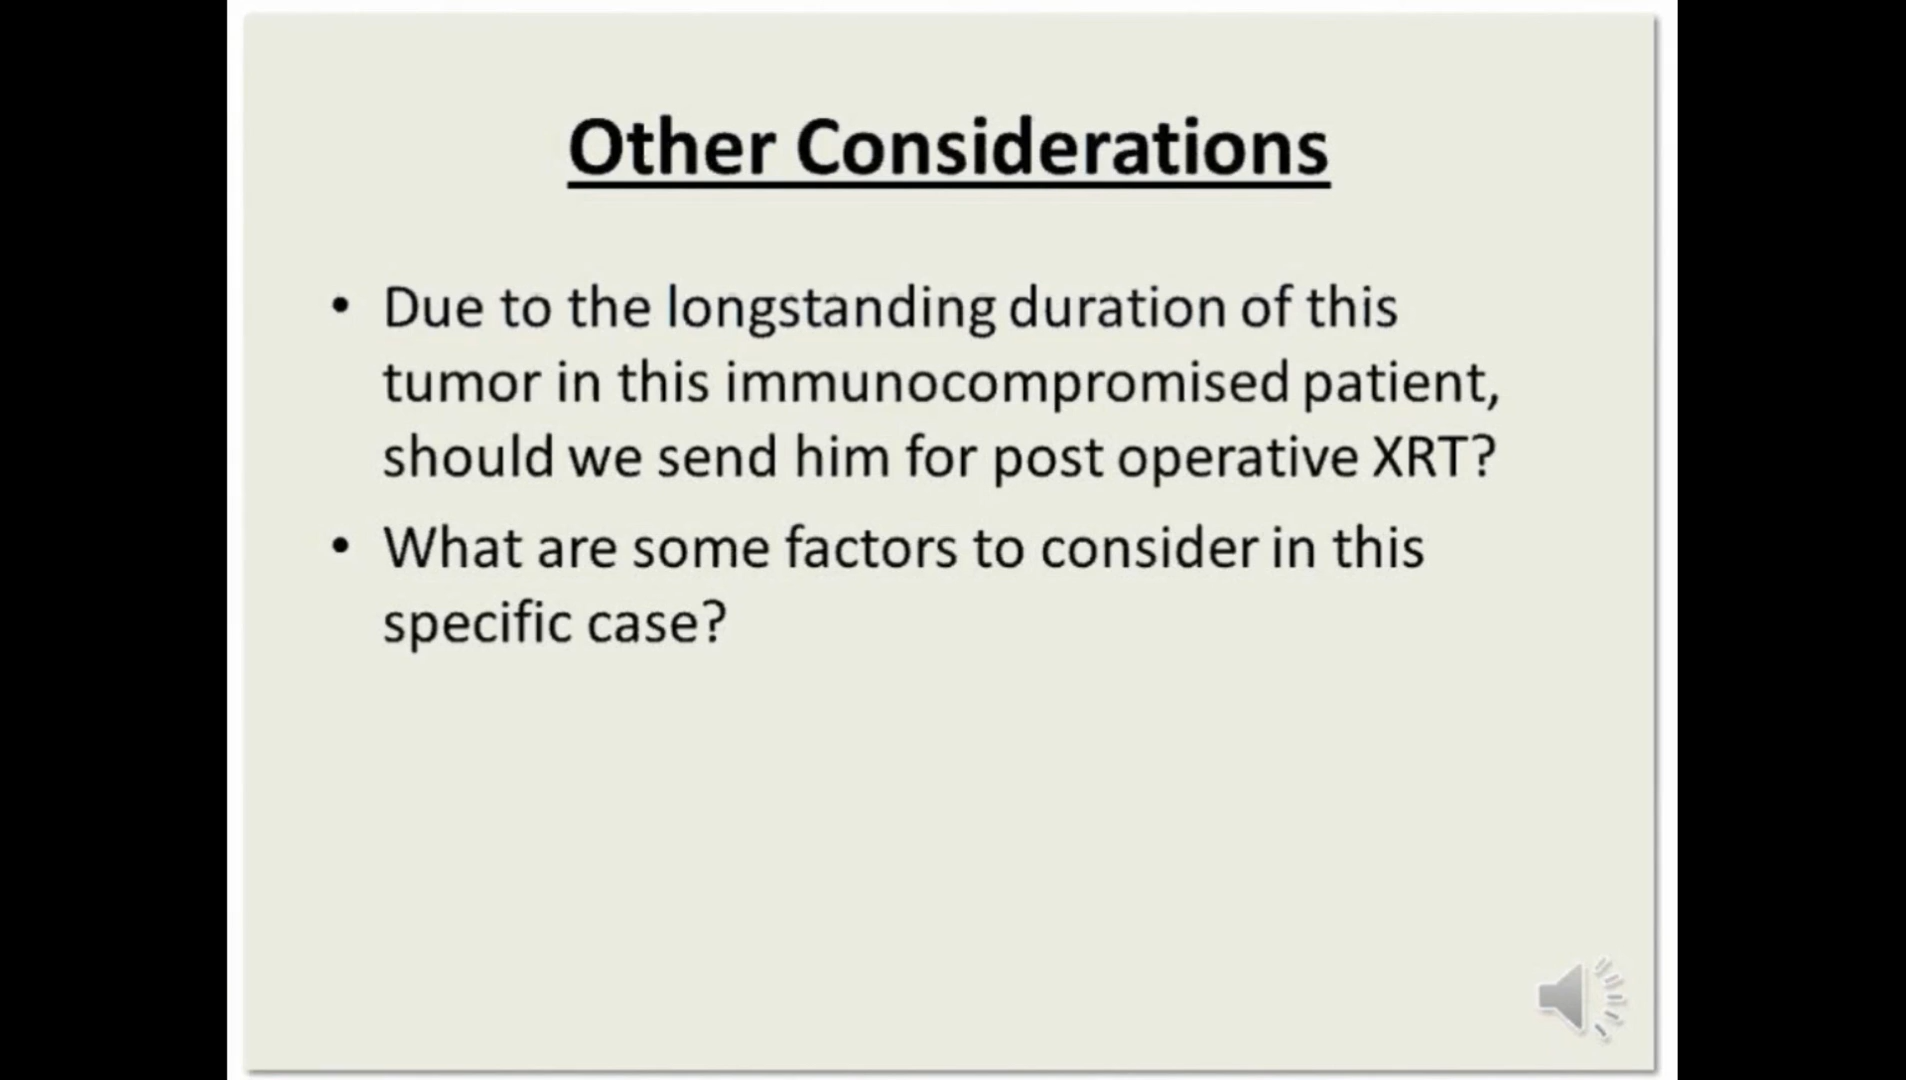 Other Considerations
• Due to the longstanding duration of this
tumor in this immunocompromised patient,
should we send him for post operative XRT?
• What are some factors to consider in this
specific case?